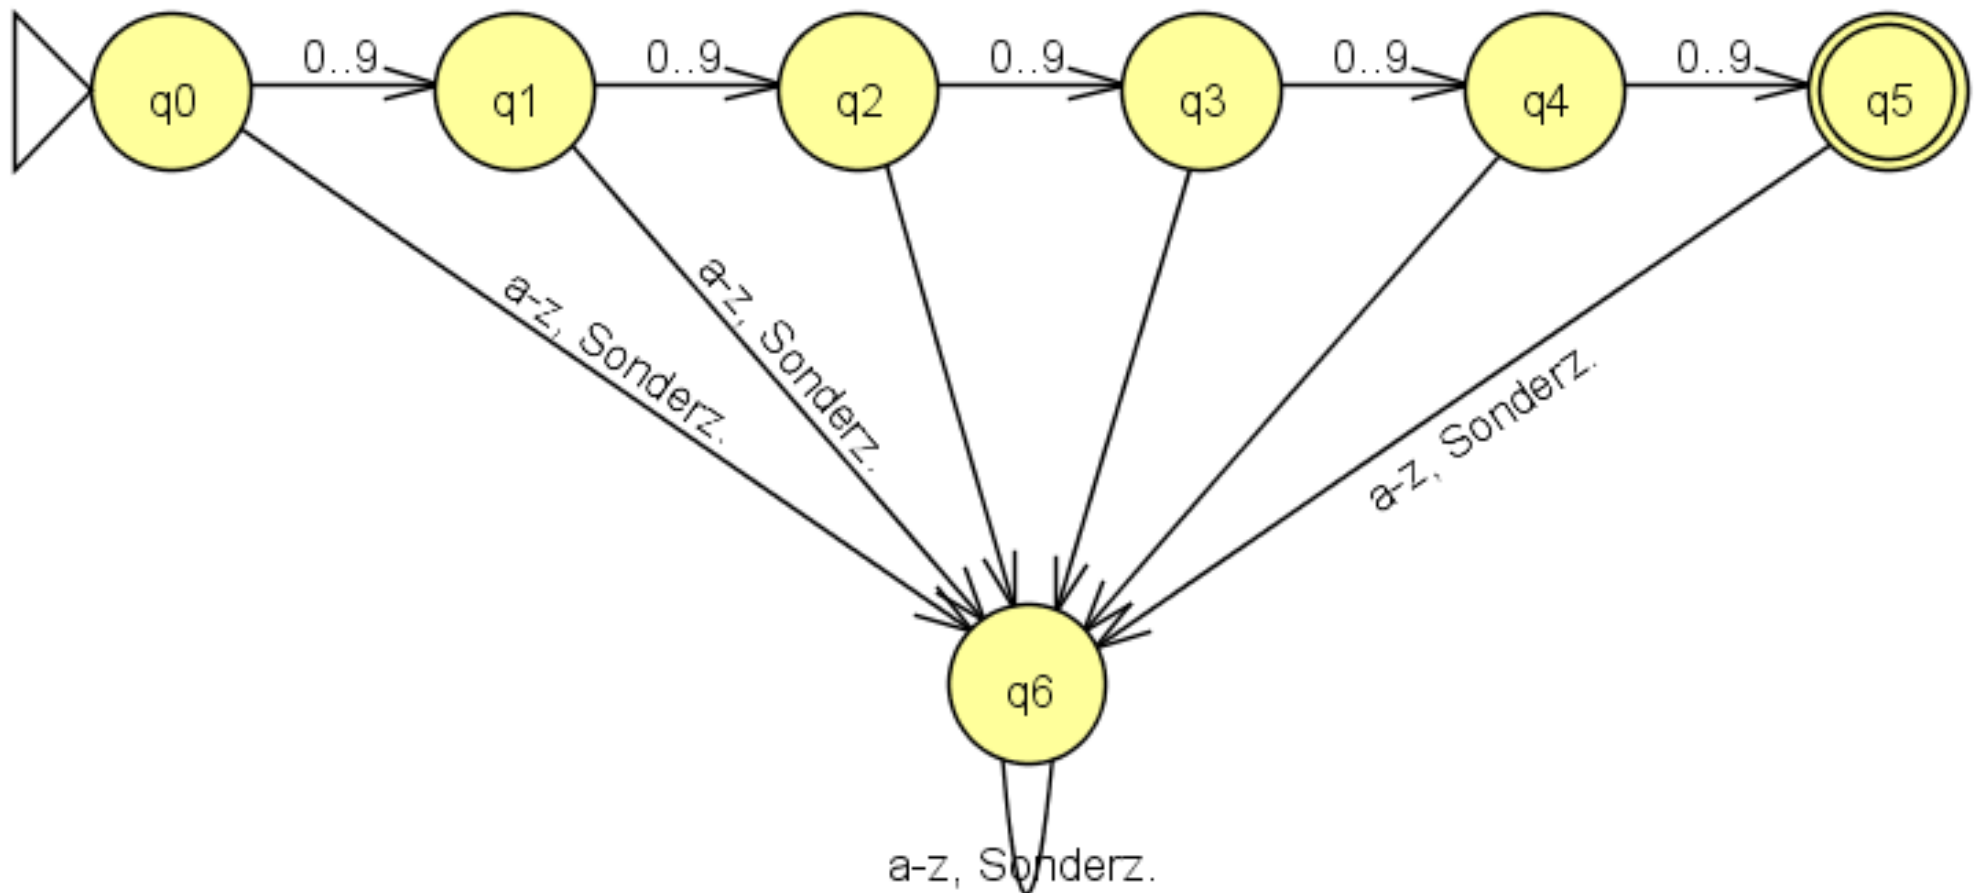 0..9
0..9
0..9
0..9
0..9
q0
q1
q2
q3
q4
q5
a-z, Sonderz.
a-z, Sonderz.
a-z, Sonderz.
q6
a-z, Sonderz.